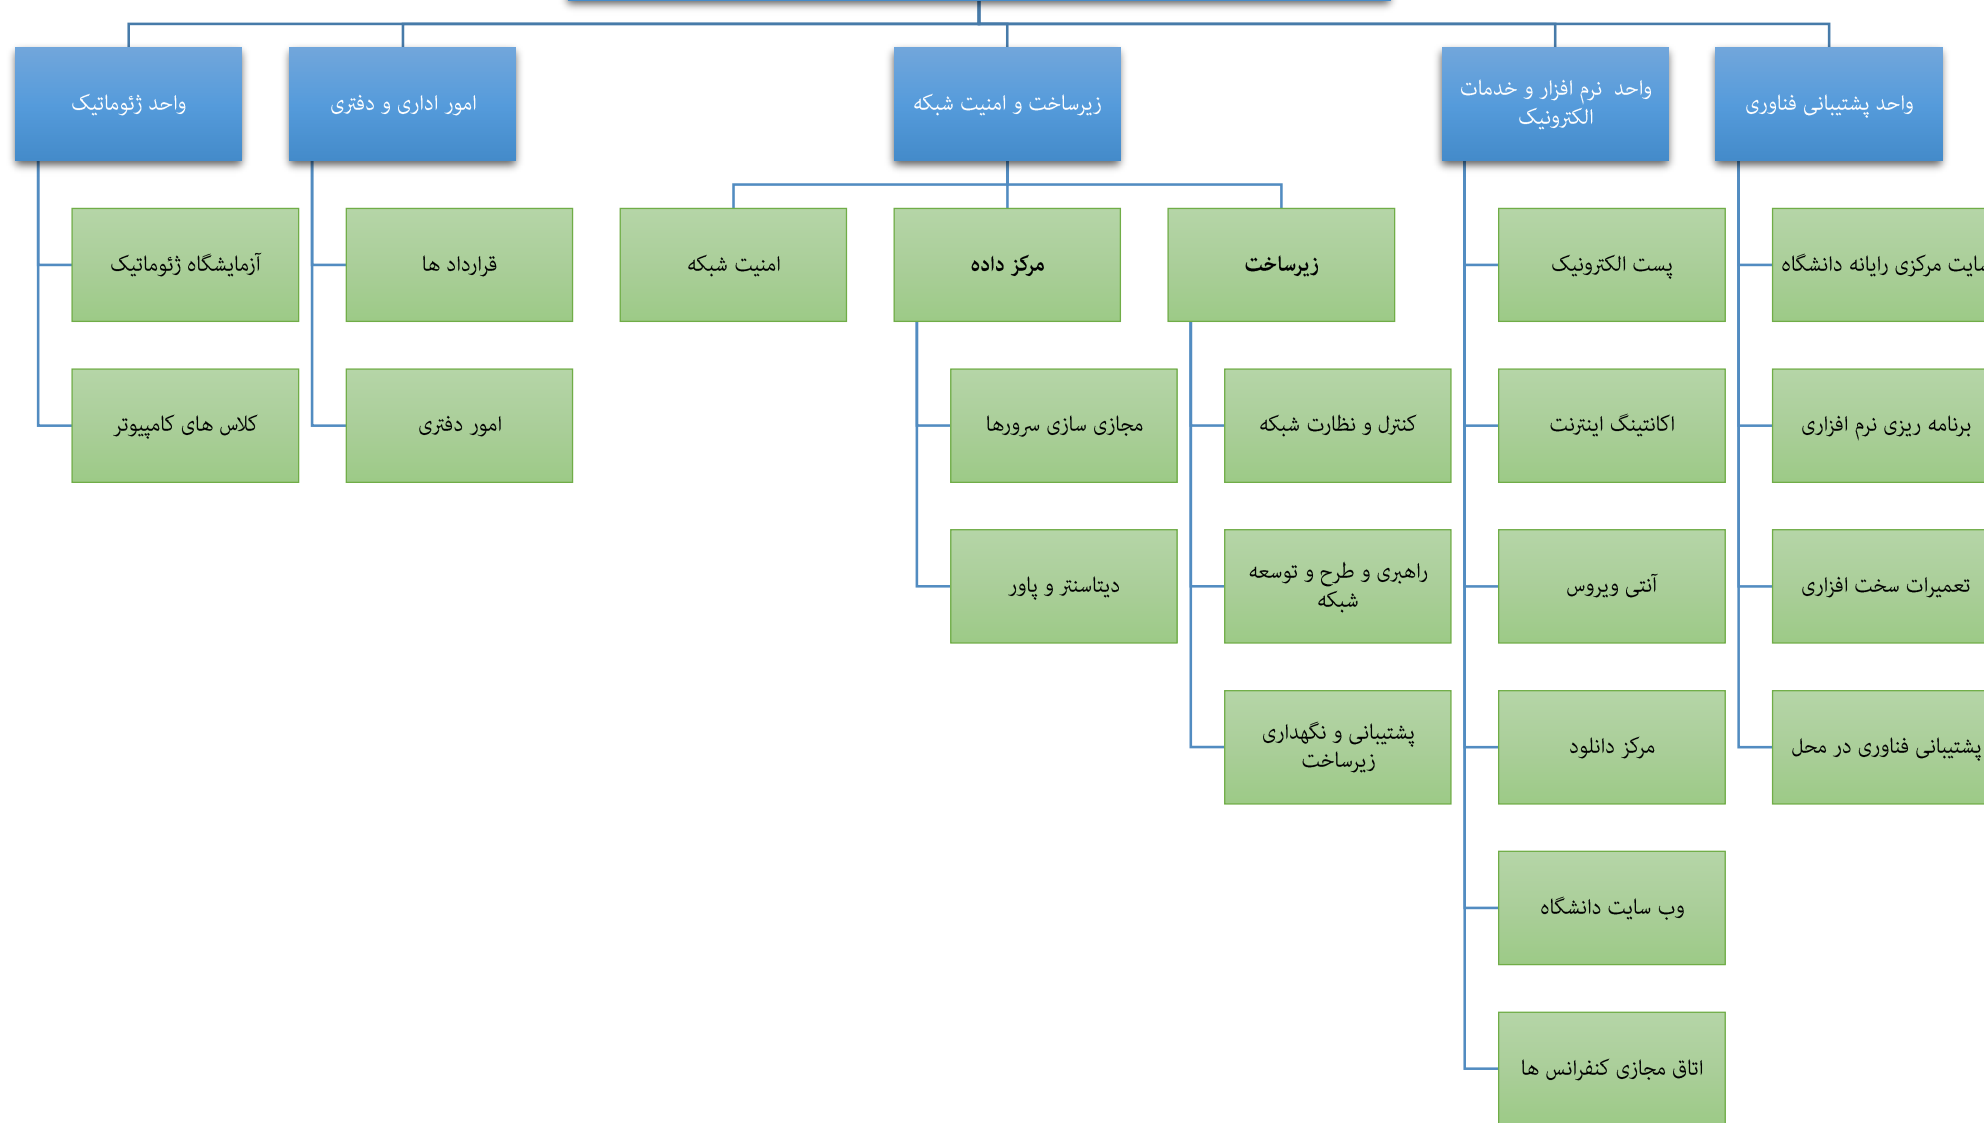 واحد پشتیبانی فناوری
واحد نرم افزار و خدمات
الکترونیک
زیرساخت و امنیت شبکه
امور اداری و دفتری
واحد ژئوماتیک
سایت مرکزی رایانه دانشگاه
پست الکترونیک
زیرساخت
مرکز داده
امنیت شبکه
قرارداد ها
آزمایشگاه ژئوماتیک
برنامه ریزی نرم افزاری
اکانتینگ اینترنت
کنترل و نظارت شبکه
مجازی سازی سرورها
امور دفتری
کلاس های کامپیوتر
تعمیرات سخت افزاری
آنتی ویروس
راهبری و طرح و توسعه
شبکه
دیتاسنتر و پاور
پشتیبانی فناوری در محل
مرکز دانلود
پشتیبانی و نگهداری
زیرساخت
وب سایت دانشگاه
اتاق مجازی کنفرانس ها